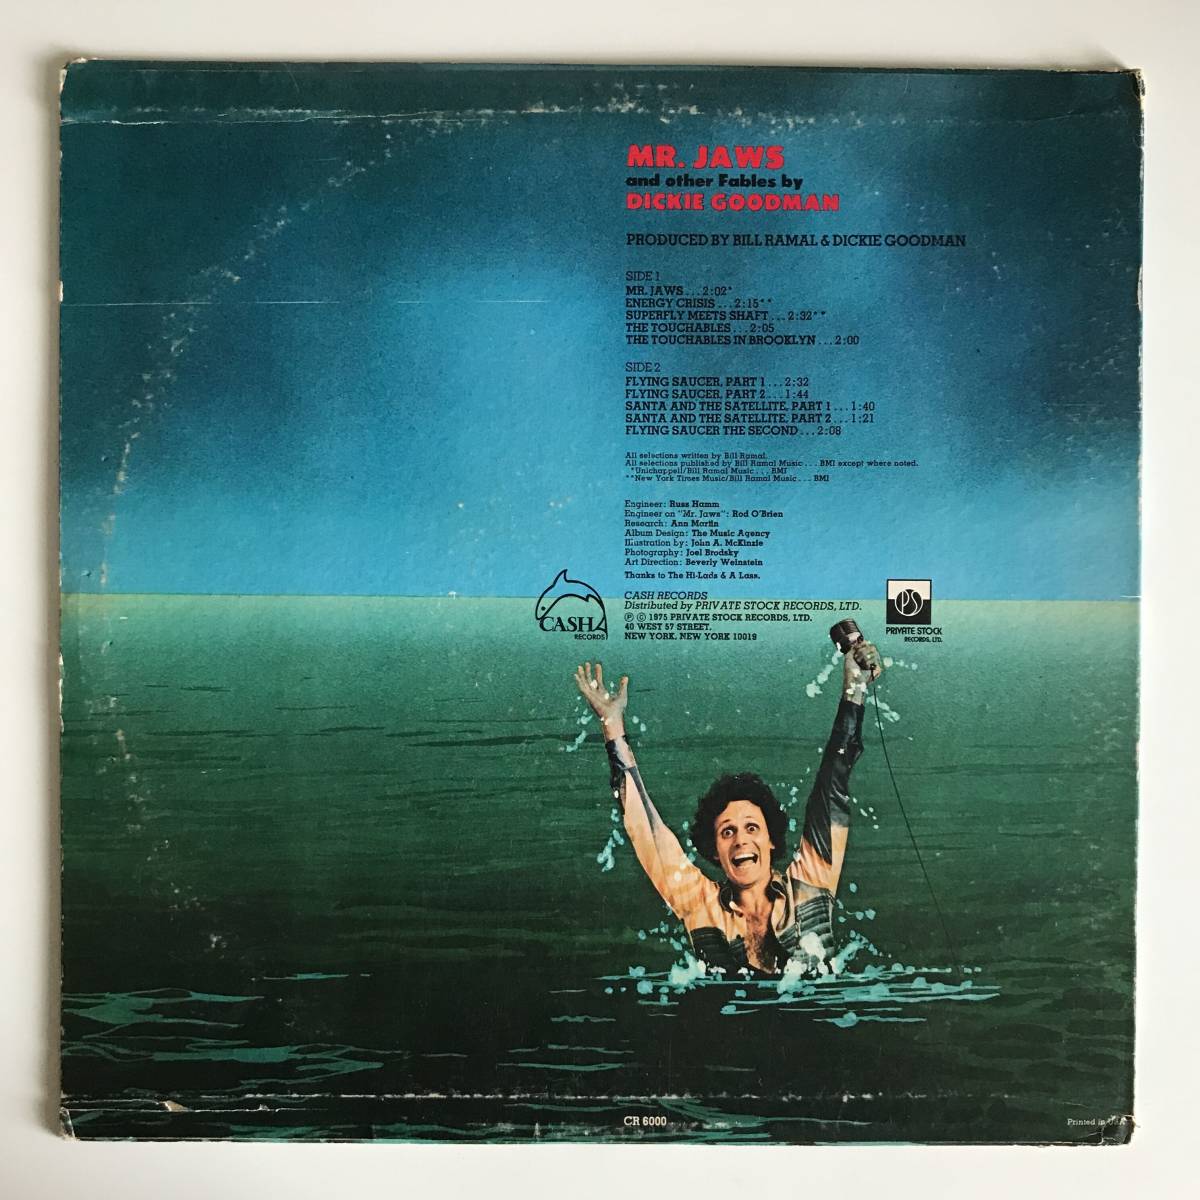 MR. JAWS
and other Fables by
DICKIE GOODMAN
PRODUCED BY BILL RAMAL & DICKIE GOODMAN
SIDE 1
MR. JAWS . . . 2:02*
ENERGY CRISIS . . . 2:15**
SUPERFLY MEETS SHAFT . . . 2:32**
THE TOUCHABLES . . . 2:05
THE TOUCHABLES IN BROOKLYN . . . 2:00
SIDE 2
FLYING SAUCER, PART 1 . . . 2:32
FLYING SAUCER, PART 2 . . . 1:44
SANTA AND THE SATELLITE, PART 1 . . . 1:40
SANTA AND THE SATELLITE, PART 2 . . . 1:21
FLYING SAUCER THE SECOND . . . 2:08
All selections written by Bill Ramal.
All selections published by Bill Ramal Music . . . BMI except where noted.
*Unichappell/Bill Ramal Music . . . BMI
**New York Times Music/Bill Ramal Music . . . BMI
Engineer: Russ Hamm
Engineer on "Mr. Jaws": Rod O'Brien
Research: Ann Marlin
Album Design: The Music Agency
Illustration by: John A. McKinzie
Photography: Joel Brodsky
Art Direction: Beverly Weinstein
Thanks to The Hi-Lads & A Lass.
CASH RECORDS
Distributed by PRIVATE STOCK RECORDS, LTD.
℗ © 1975 PRIVATE STOCK RECORDS, LTD.
40 WEST 57 STREET.
NEW YORK, NEW YORK 10019
CASH
RECORDS
PS
PRIVATE STOCK
RECORDS, LTD.
CR 6000
Printed in USA